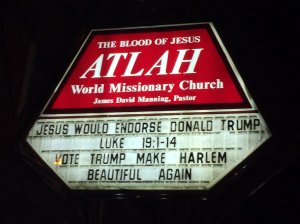 THE BLOOD OF JESUS
ATLAH
World Missionary Church
James David Manning, Pastor
JESUS WOULD ENDORSE DONALD TRUMP
LUKE 19:1-14
VOTE TRUMP MAKE HARLEM
BEAUTIFUL AGAIN